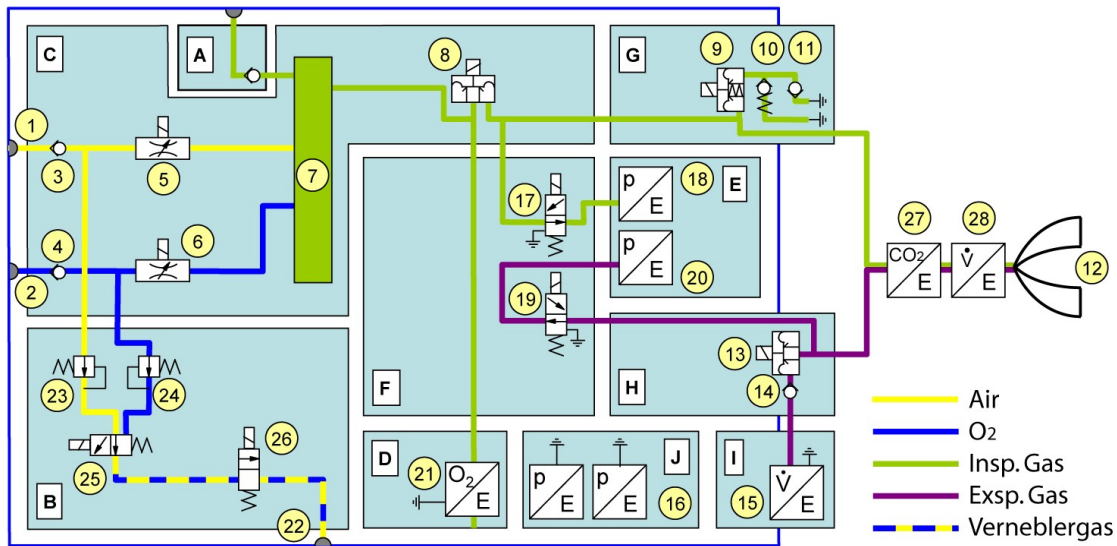 C
A
8
9
10
11
G
1
3
5
7
17
p
E
18
E
4
6
p
E
20
27
28
CO2
E
V̇
E
12
2
19
13
14
F
H
23
24
26
25
B
22
D
21
O2
E
J
p
E
p
E
16
I
15
V̇
E
Air
O2
Insp. Gas
Exsp. Gas
Verneblergas